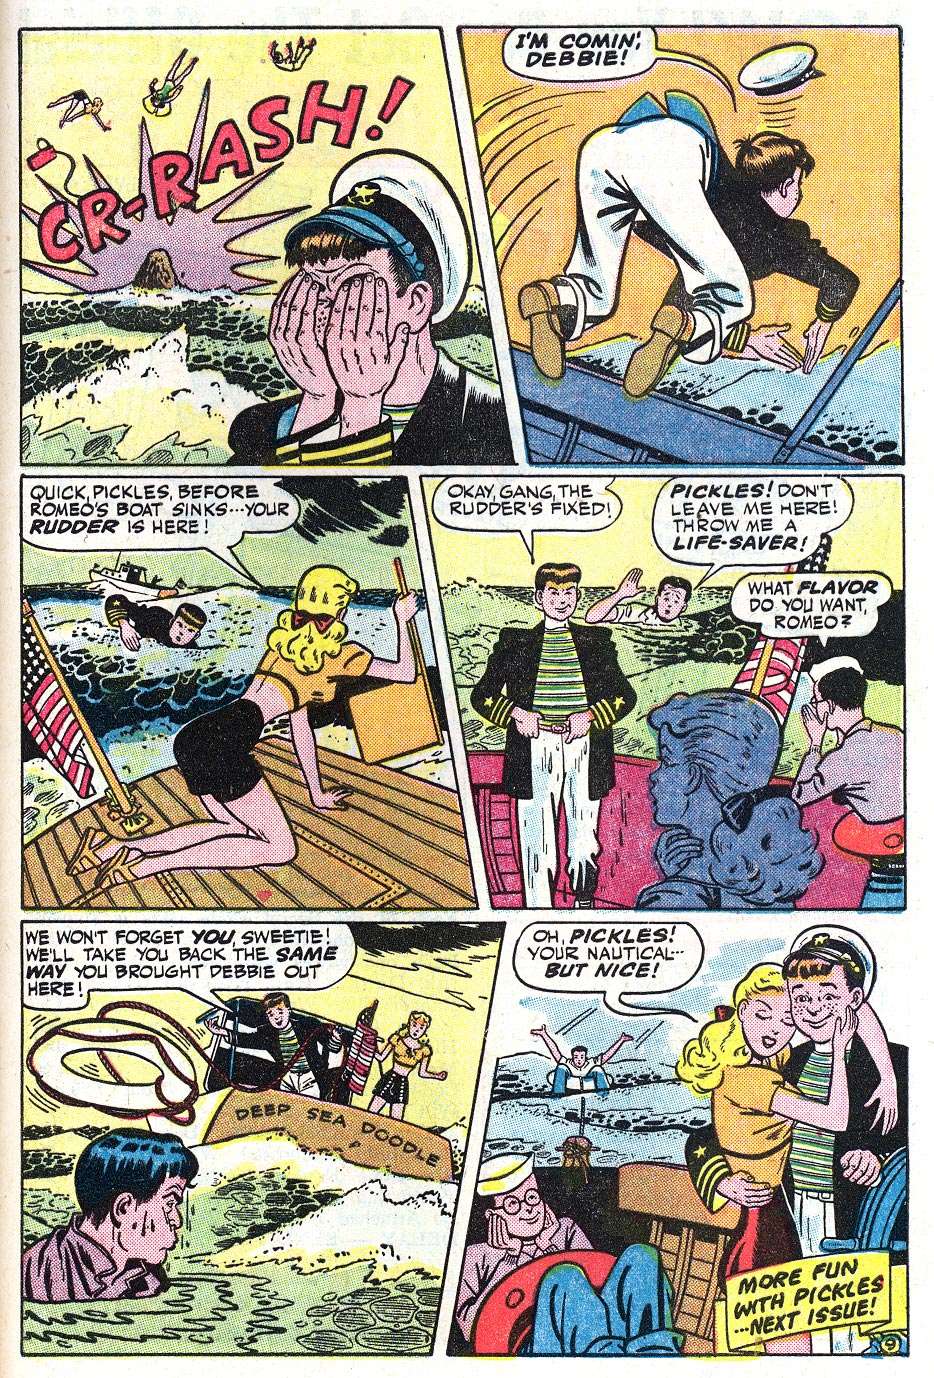 CR-RASH!
I'M COMIN',
DEBBIE!
QUICK, PICKLES, BEFORE
ROMEO'S BOAT SINKS---YOUR
RUDDER IS HERE!
OKAY, GANG, THE
RUDDER'S FIXED!
PICKLES! DON'T
LEAVE ME HERE!
THROW ME A
LIFE-SAVER!
WHAT FLAVOR
DO YOU WANT,
ROMEO?
WE WON'T FORGET YOU, SWEETIE!
WE'LL TAKE YOU BACK THE SAME
WAY YOU BROUGHT DEBBIE OUT
HERE!
DEEP SEA DOODLE
OH, PICKLES!
YOUR NAUTICAL--
BUT NICE!
MORE FUN
WITH PICKLES
...NEXT ISSUE!
9